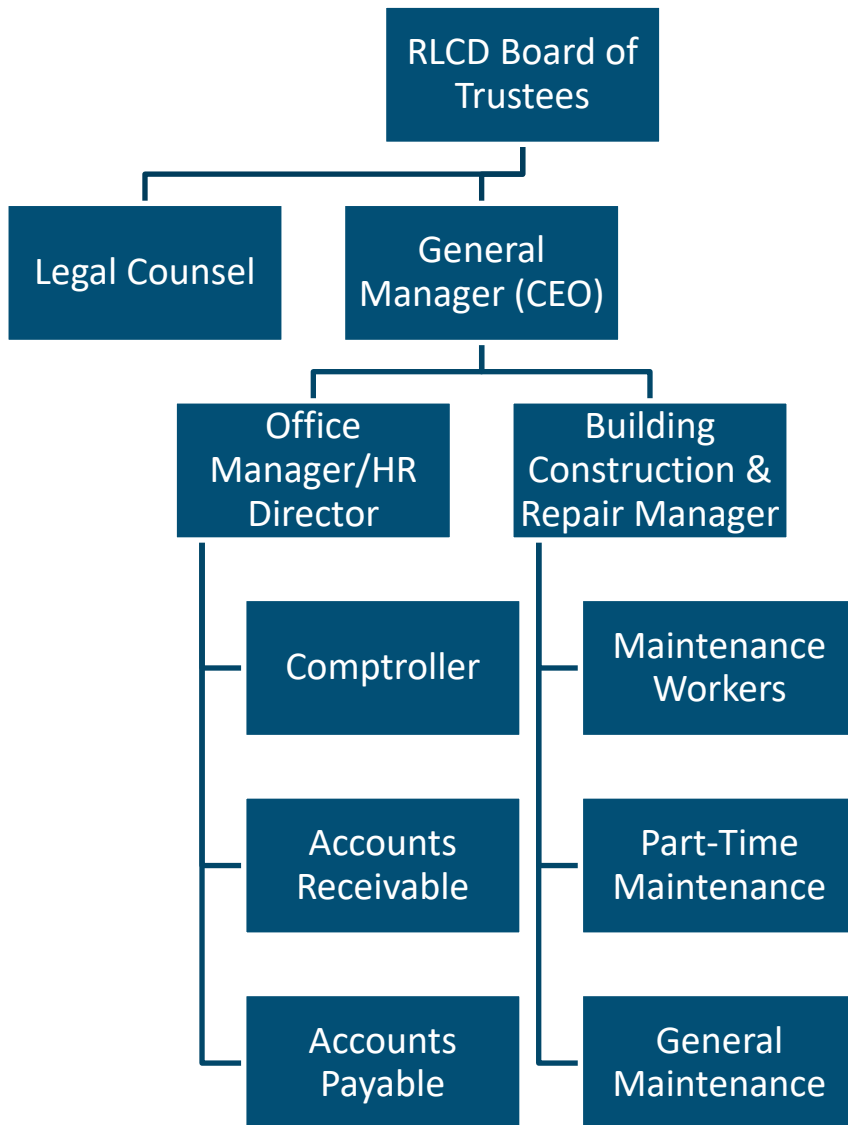 RLCD Board of
Trustees
Legal Counsel
General
Manager (CEO)
Office
Manager/HR
Director
Building
Construction &
Repair Manager
Comptroller
Maintenance
Workers
Accounts
Receivable
Part-Time
Maintenance
Accounts
Payable
General
Maintenance